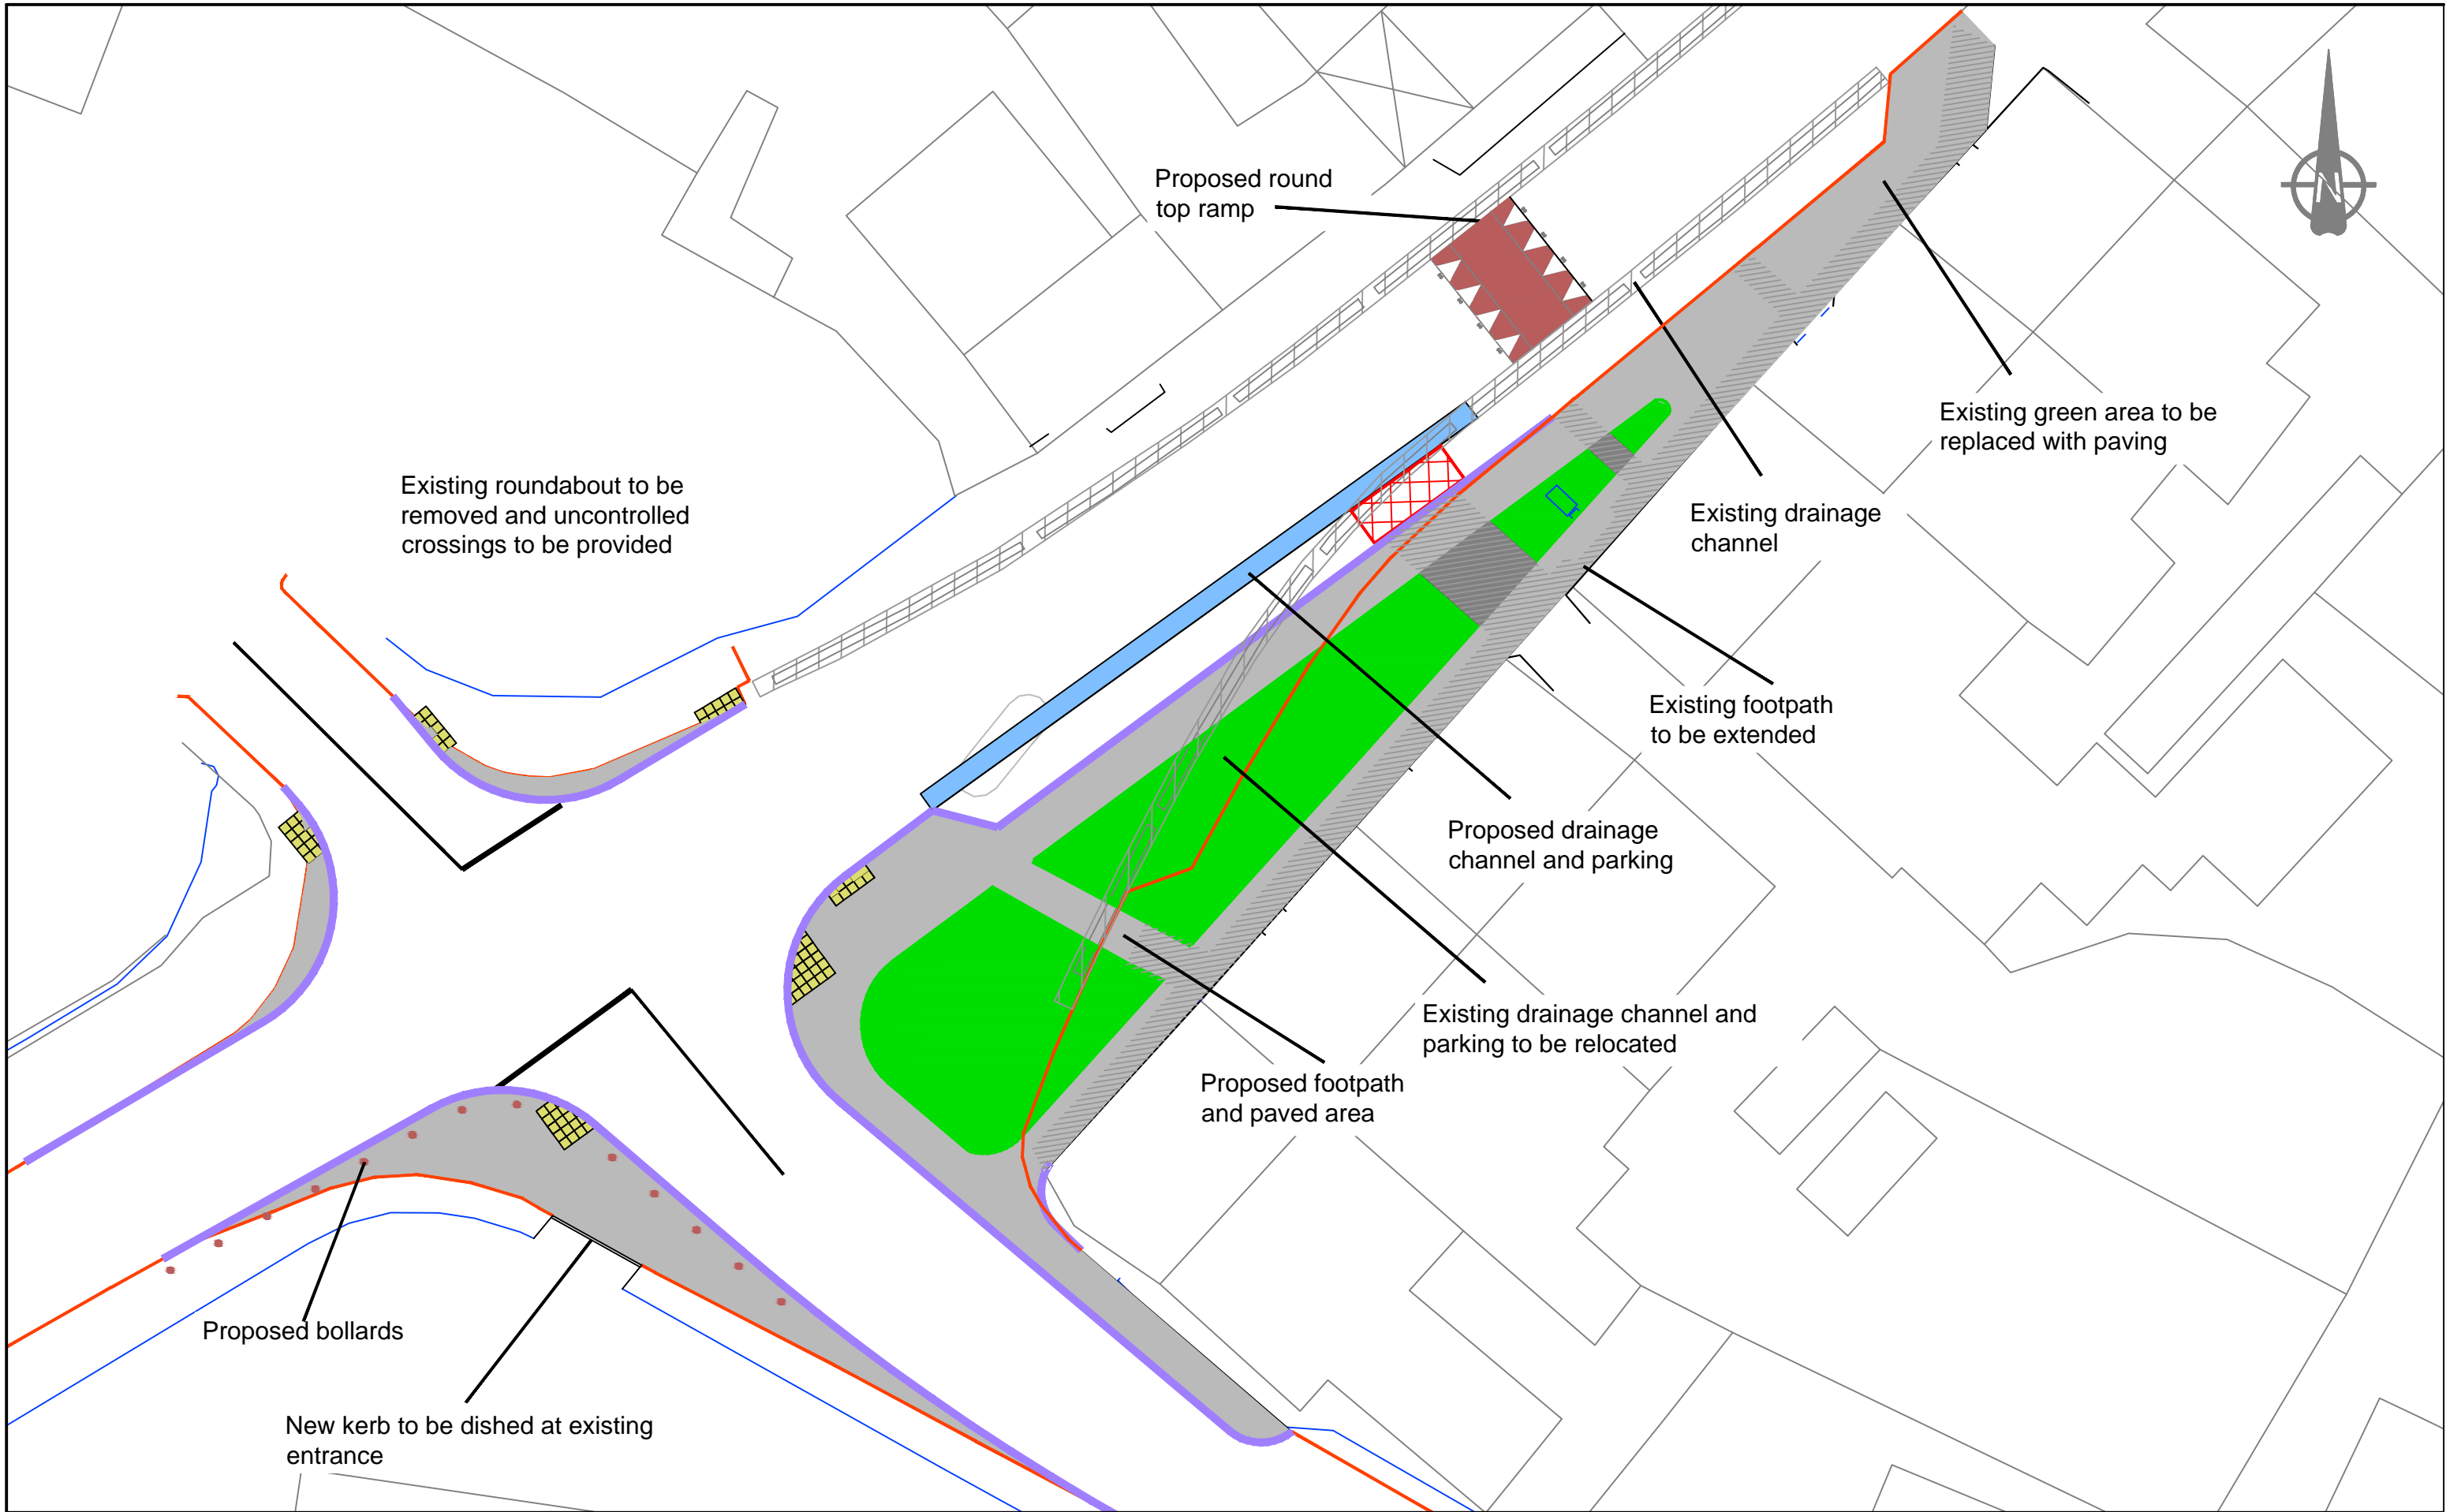 Proposed round
top ramp
Existing green area to be
replaced with paving
Existing roundabout to be
removed and uncontrolled
crossings to be provided
Existing drainage
channel
Existing footpath
to be extended
Proposed drainage
channel and parking
Existing drainage channel and
parking to be relocated
Proposed footpath
and paved area
Proposed bollards
New kerb to be dished at existing
entrance
N